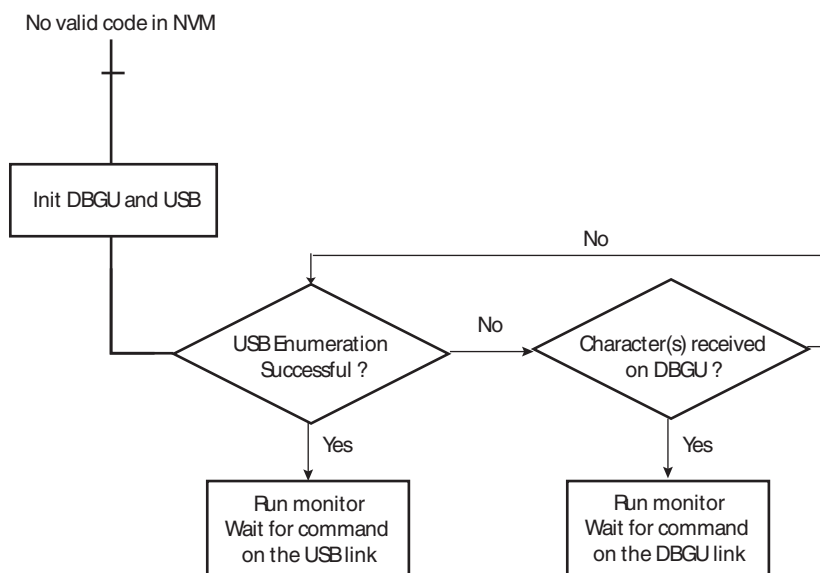 No valid code in NVM
Init DBGU and USB
No
USB Enumeration
Successful ?
No
Character(s) received
on DBGU ?
Yes
Yes
Run monitor
Wait for command
on the USB link
Run monitor
Wait for command
on the DBGU link